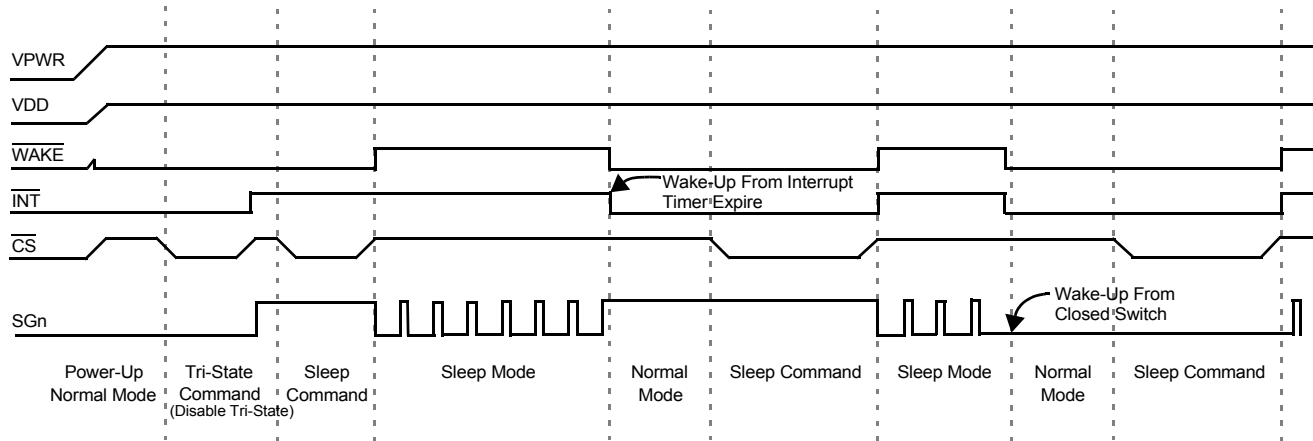 VPWR
VDD
WAKE
INT
Wake-Up From Interrupt
Timer Expire
CS
SGn
Wake-Up From
Closed Switch
Power-Up
Normal Mode
Tri-State
Command
(Disable Tri-State)
Sleep
Command
Sleep Mode
Normal
Mode
Sleep Command
Sleep Mode
Normal
Mode
Sleep Command